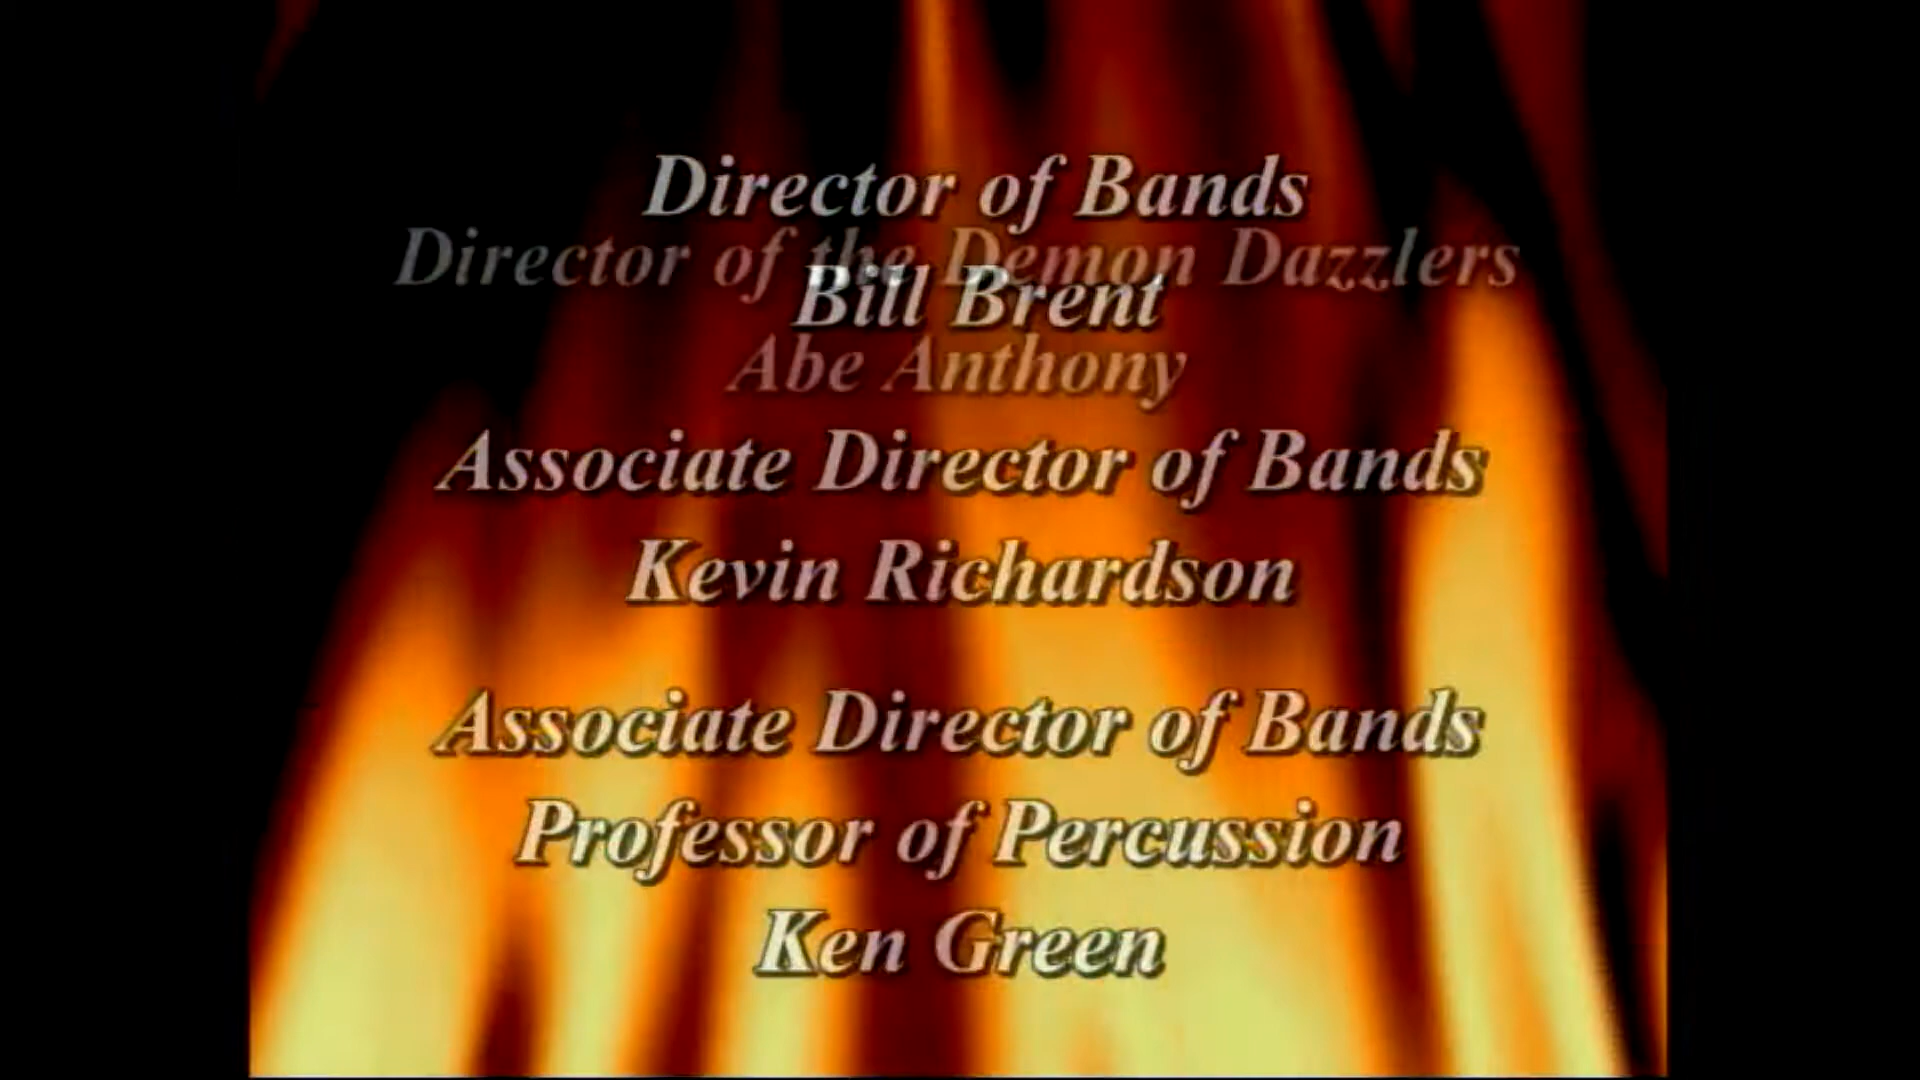 Director of Bands
Director of the Demon Dazzlers
Bill Brent
Abe Anthony
Associate Director of Bands
Kevin Richardson
Associate Director of Bands
Professor of Percussion
Ken Green